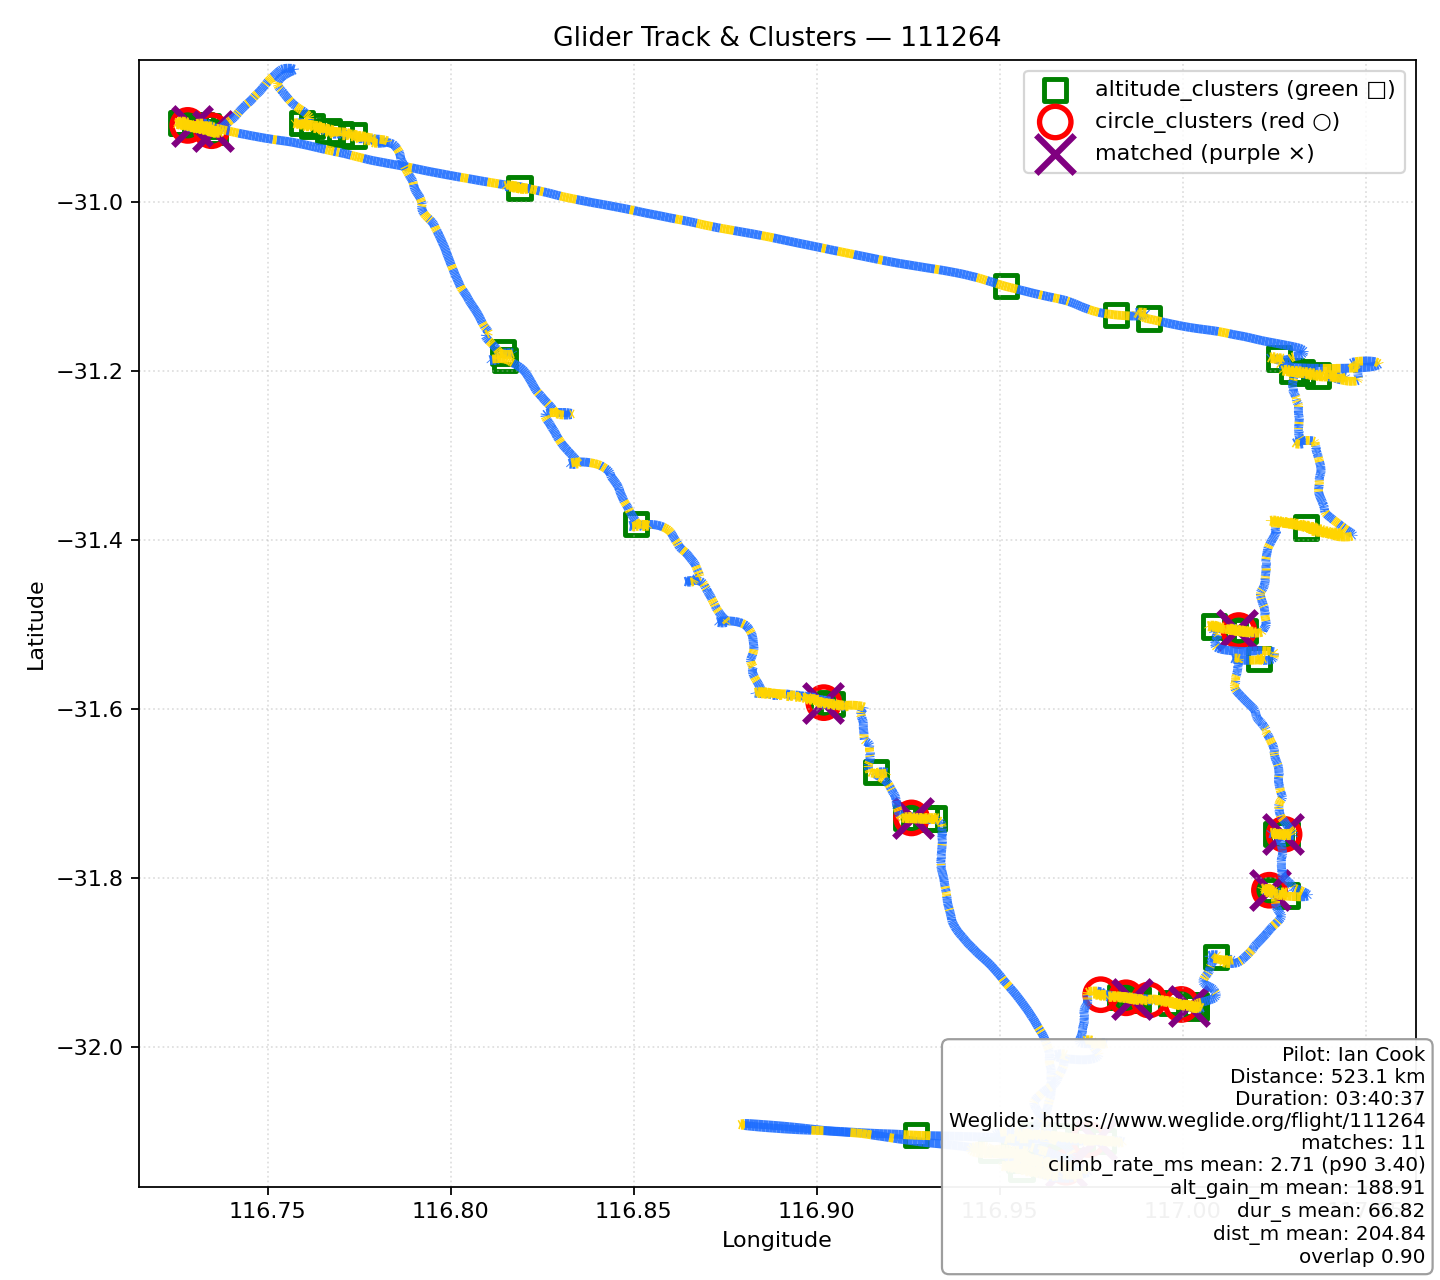 Glider Track & Clusters — 111264
altitude_clusters (green □)
circle_clusters (red ○)
matched (purple ×)
−31.0
−31.2
−31.4
−31.6
−31.8
−32.0
Latitude
Pilot: Ian Cook
Distance: 523.1 km
Duration: 03:40:37
Weglide: https://www.weglide.org/flight/111264
matches: 11
climb_rate_ms mean: 2.71 (p90 3.40)
alt_gain_m mean: 188.91
dur_s mean: 66.82
dist_m mean: 204.84
overlap 0.90
116.75 116.80 116.85 116.90 116.95 117.00
Longitude